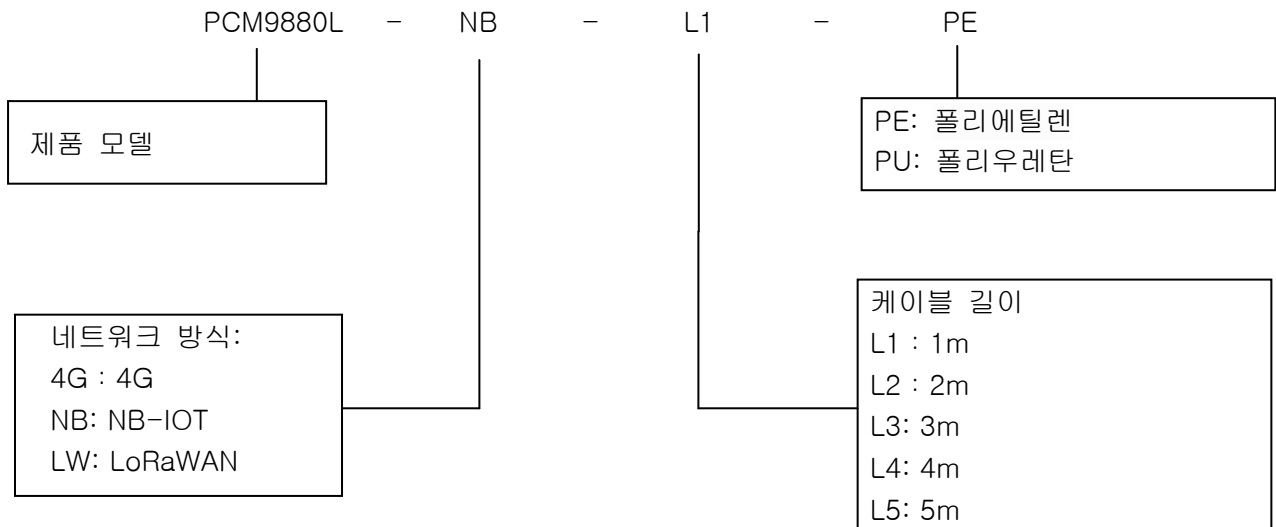 PCM9880L - NB - L1 - PE
제품 모델
PE: 폴리에틸렌
PU: 폴리우레탄
네트워크 방식:
4G : 4G
NB: NB-IOT
LW: LoRaWAN
케이블 길이
L1 : 1m
L2 : 2m
L3: 3m
L4: 4m
L5: 5m